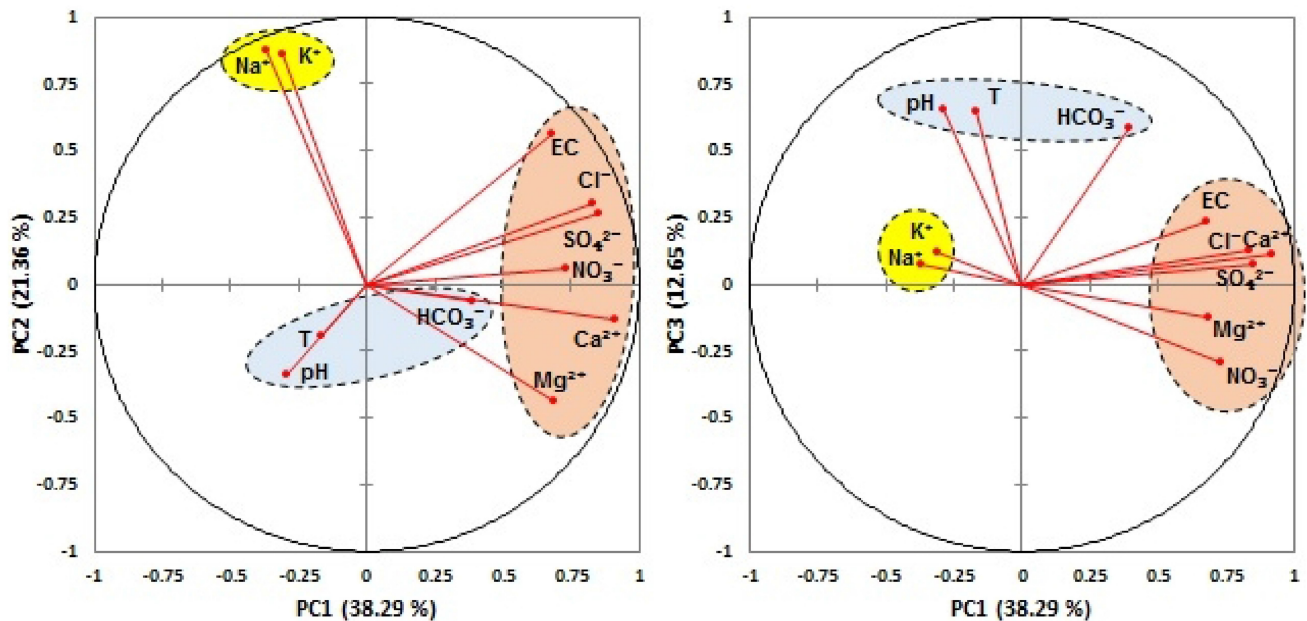 1
0.75
0.5
0.25
0
-0.25
-0.5
-0.75
-1
PC2 (21.36 %)
Na⁺
K⁺
EC
Cl⁻
SO₄²⁻
NO₃⁻
HCO₃⁻
Ca²⁺
T
pH
Mg²⁺
-1
-0.75
-0.5
-0.25
0
0.25
0.5
0.75
1
PC1 (38.29 %)
1
0.75
0.5
0.25
0
-0.25
-0.5
-0.75
-1
PC3 (12.65 %)
pH
T
HCO₃⁻
K⁺
Na⁺
EC
Cl⁻Ca²⁺
SO₄²⁻
Mg²⁺
NO₃⁻
-1
-0.75
-0.5
-0.25
0
0.25
0.5
0.75
1
PC1 (38.29 %)